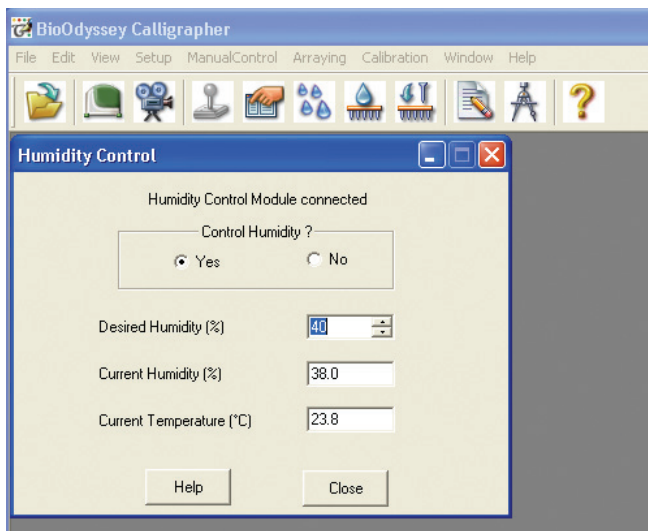 BioOdyssey Calligrapher
File Edit View Setup ManualControl Arraying Calibration Window Help
Humidity Control
Humidity Control Module connected
Control Humidity ?
Yes No
Desired Humidity (%) 40
Current Humidity (%) 38.0
Current Temperature (°C) 23.8
Help Close